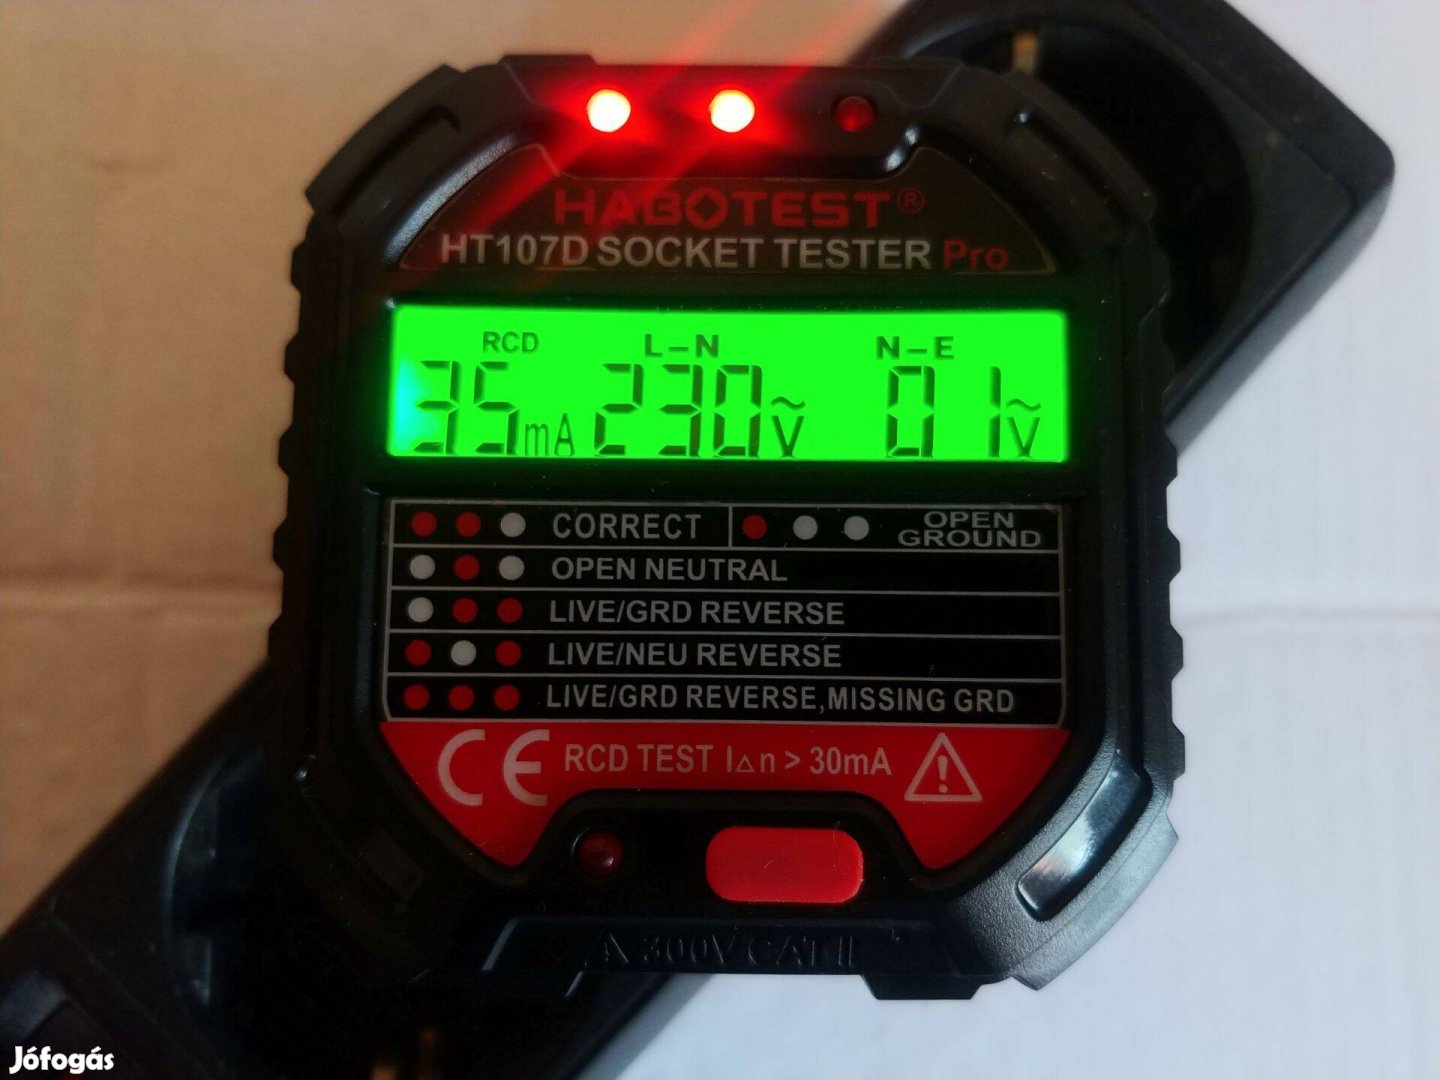 HABOTEST®
HT107D SOCKET TESTER Pro
RCD L-N N-E
35mA 230V~ 01V~
CORRECT
OPEN GROUND
OPEN NEUTRAL
LIVE/GRD REVERSE
LIVE/NEU REVERSE
LIVE/GRD REVERSE,MISSING GRD
CE RCD TEST I△n > 30mA
300V CAT II
Jófogás